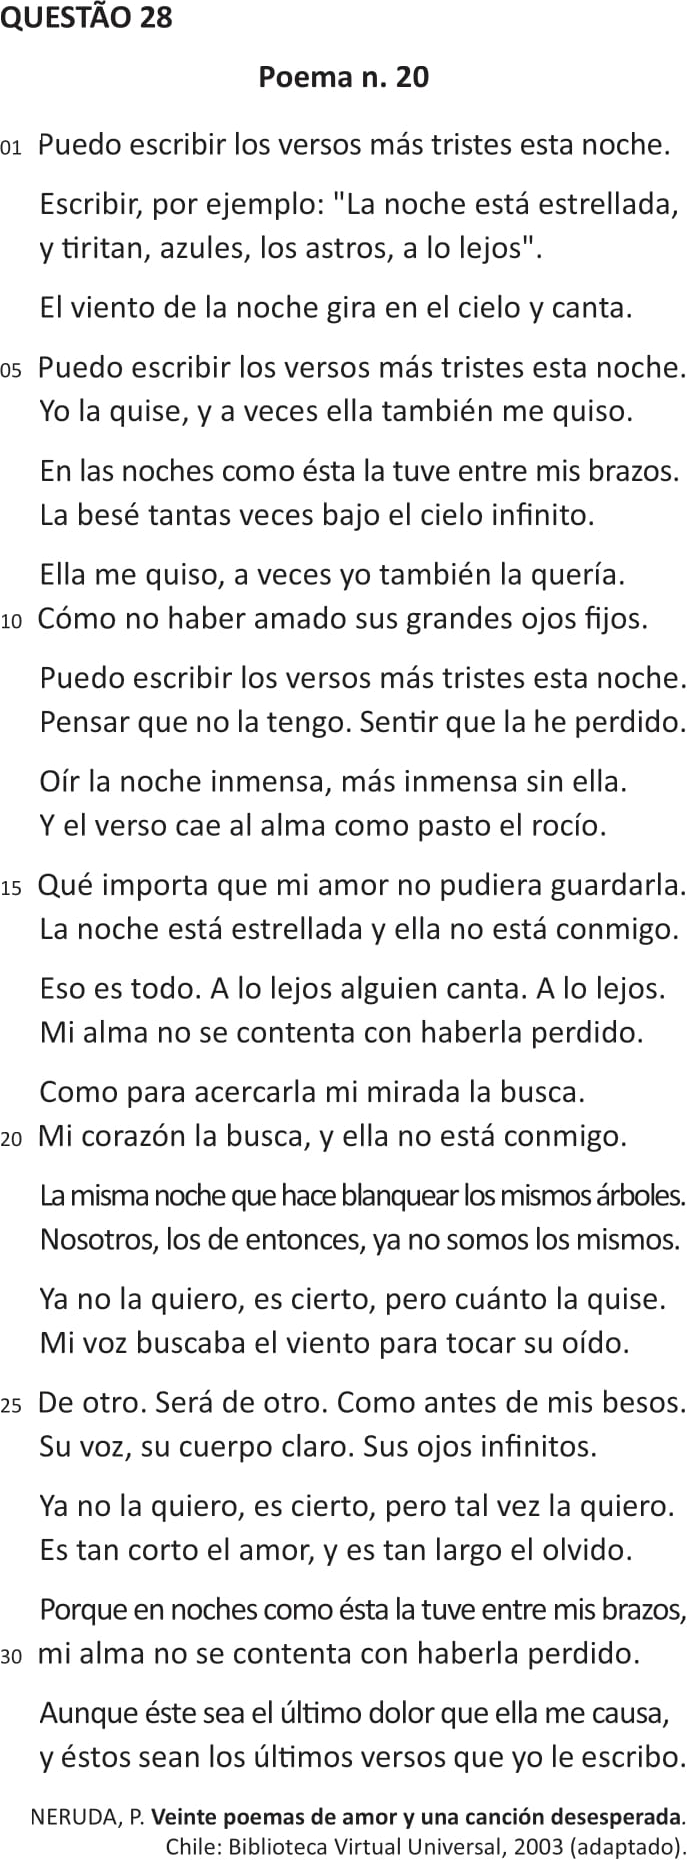 QUESTÃO 28
Poema n. 20
01 Puedo escribir los versos más tristes esta noche.
Escribir, por ejemplo: "La noche está estrellada,
y tiritan, azules, los astros, a lo lejos".
El viento de la noche gira en el cielo y canta.
05 Puedo escribir los versos más tristes esta noche.
Yo la quise, y a veces ella también me quiso.
En las noches como ésta la tuve entre mis brazos.
La besé tantas veces bajo el cielo infinito.
Ella me quiso, a veces yo también la quería.
10 Cómo no haber amado sus grandes ojos fijos.
Puedo escribir los versos más tristes esta noche.
Pensar que no la tengo. Sentir que la he perdido.
Oír la noche inmensa, más inmensa sin ella.
Y el verso cae al alma como pasto el rocío.
15 Qué importa que mi amor no pudiera guardarla.
La noche está estrellada y ella no está conmigo.
Eso es todo. A lo lejos alguien canta. A lo lejos.
Mi alma no se contenta con haberla perdido.
Como para acercarla mi mirada la busca.
20 Mi corazón la busca, y ella no está conmigo.
La misma noche que hace blanquear los mismos árboles.
Nosotros, los de entonces, ya no somos los mismos.
Ya no la quiero, es cierto, pero cuánto la quise.
Mi voz buscaba el viento para tocar su oído.
25 De otro. Será de otro. Como antes de mis besos.
Su voz, su cuerpo claro. Sus ojos infinitos.
Ya no la quiero, es cierto, pero tal vez la quiero.
Es tan corto el amor, y es tan largo el olvido.
Porque en noches como ésta la tuve entre mis brazos,
30 mi alma no se contenta con haberla perdido.
Aunque éste sea el último dolor que ella me causa,
y éstos sean los últimos versos que yo le escribo.
NERUDA, P. Veinte poemas de amor y una canción desesperada.
Chile: Biblioteca Virtual Universal, 2003 (adaptado).